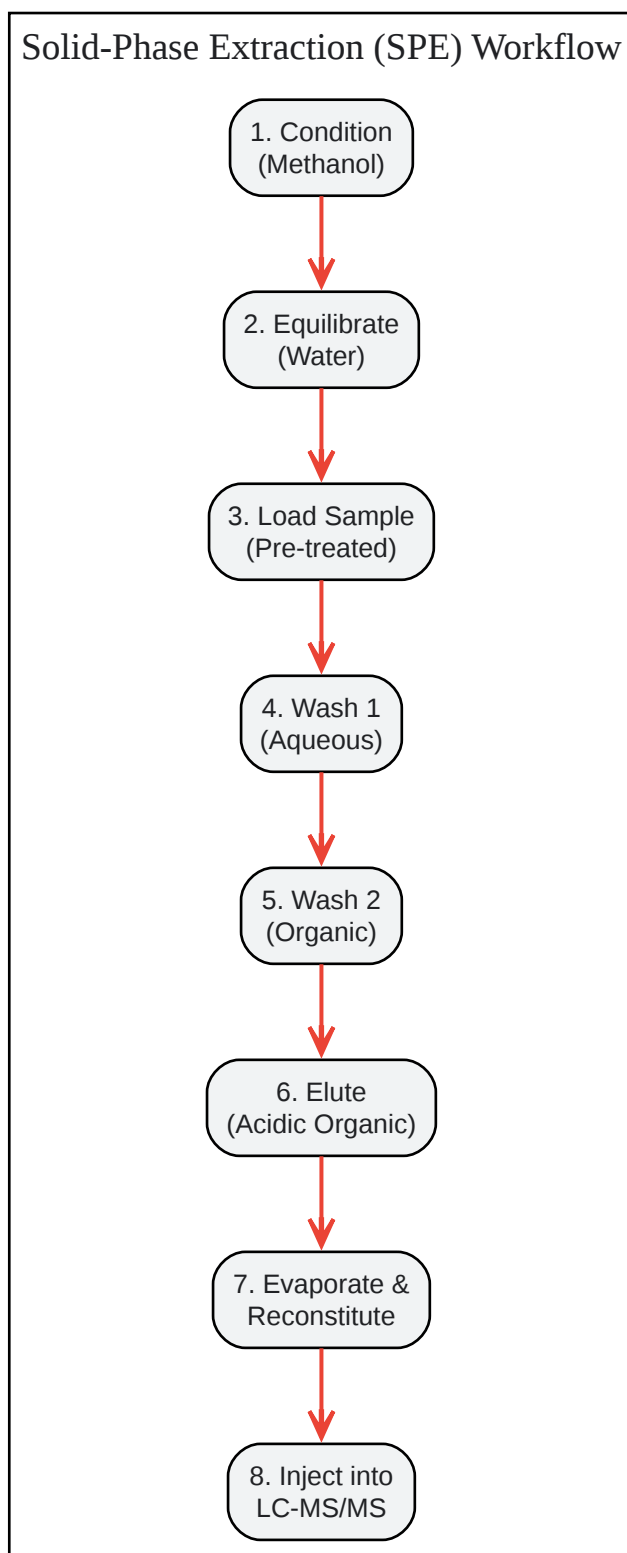 Solid-Phase Extraction (SPE) Workflow
1. Condition
(Methanol)
2. Equilibrate
(Water)
3. Load Sample
(Pre-treated)
4. Wash 1
(Aqueous)
5. Wash 2
(Organic)
6. Elute
(Acidic Organic)
7. Evaporate &
Reconstitute
8. Inject into
LC-MS/MS